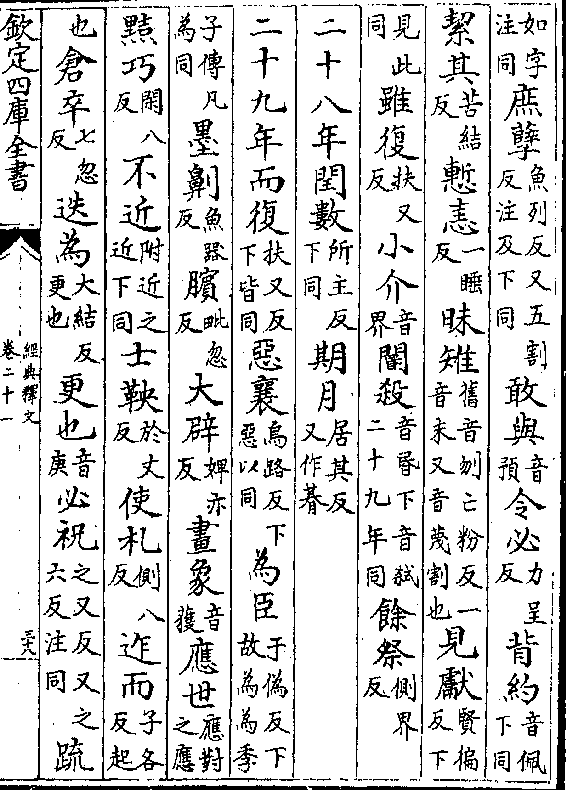 如字注同庶孽魚列反又五割反注及下同敢與音預令必力呈反背約音佩下同
絜其苦結反慙恚一睡反昧雉舊音刎亡粉反一音末又音蔑割也見獻賢徧反下
見此同雖復扶又反小介音界閽殺音昏下音弒二十九年同餘祭側界反
二十八年閏數所主反下同期月居其反又作朞
二十九年而復扶又反下皆同惡襄烏路反下惡以同為臣于偽反下故為為季
子傳凡為同墨劓魚器反臏毗忽反大辟婢亦反畫象音獲應世應對之應
黠巧閑八反不近附近之近下同士鞅於丈反使札側八反迮而子各反起
也倉卒七忽反迭為大結反更也更也音庚必祝之又反又之六反注同䟽
欽定四庫全書
經典釋文
卷二十一
三六